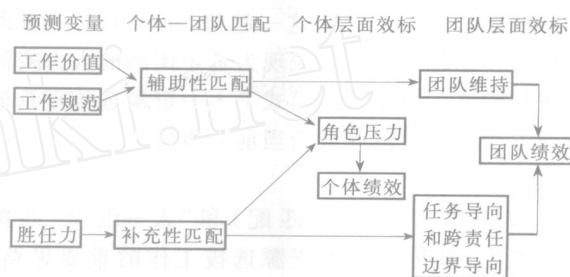 预测变量 个体—团队匹配 个体层面效标 团队层面效标
工作价值
工作规范
辅助性匹配
团队维持
角色压力
团队绩效
个体绩效
胜任力
补充性匹配
任务导向
和跨责任
边界导向